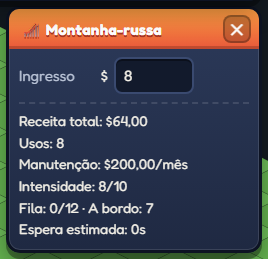 Montanha-russa
Ingresso $ 8
Receita total: $64,00
Usos: 8
Manutenção: $200,00/mês
Intensidade: 8/10
Fila: 0/12 · A bordo: 7
Espera estimada: 0s